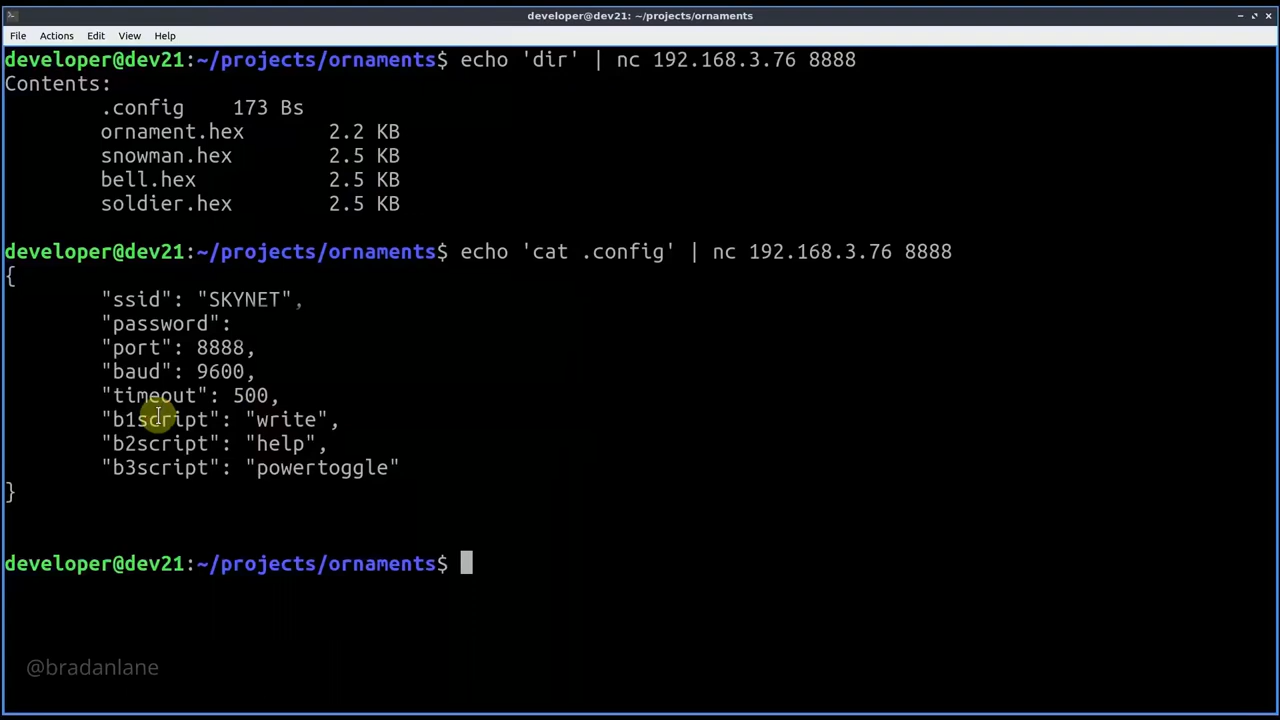 developer@dev21: ~/projects/ornaments
File Actions Edit View Help
developer@dev21:~/projects/ornaments$ echo 'dir' | nc 192.168.3.76 8888
Contents:
.config 173 Bs
ornament.hex 2.2 KB
snowman.hex 2.5 KB
bell.hex 2.5 KB
soldier.hex 2.5 KB
developer@dev21:~/projects/ornaments$ echo 'cat .config' | nc 192.168.3.76 8888
{
"ssid": "SKYNET",
"password":
"port": 8888,
"baud": 9600,
"timeout": 500,
"b1script": "write",
"b2script": "help",
"b3script": "powertoggle"
}
developer@dev21:~/projects/ornaments$
@bradanlane